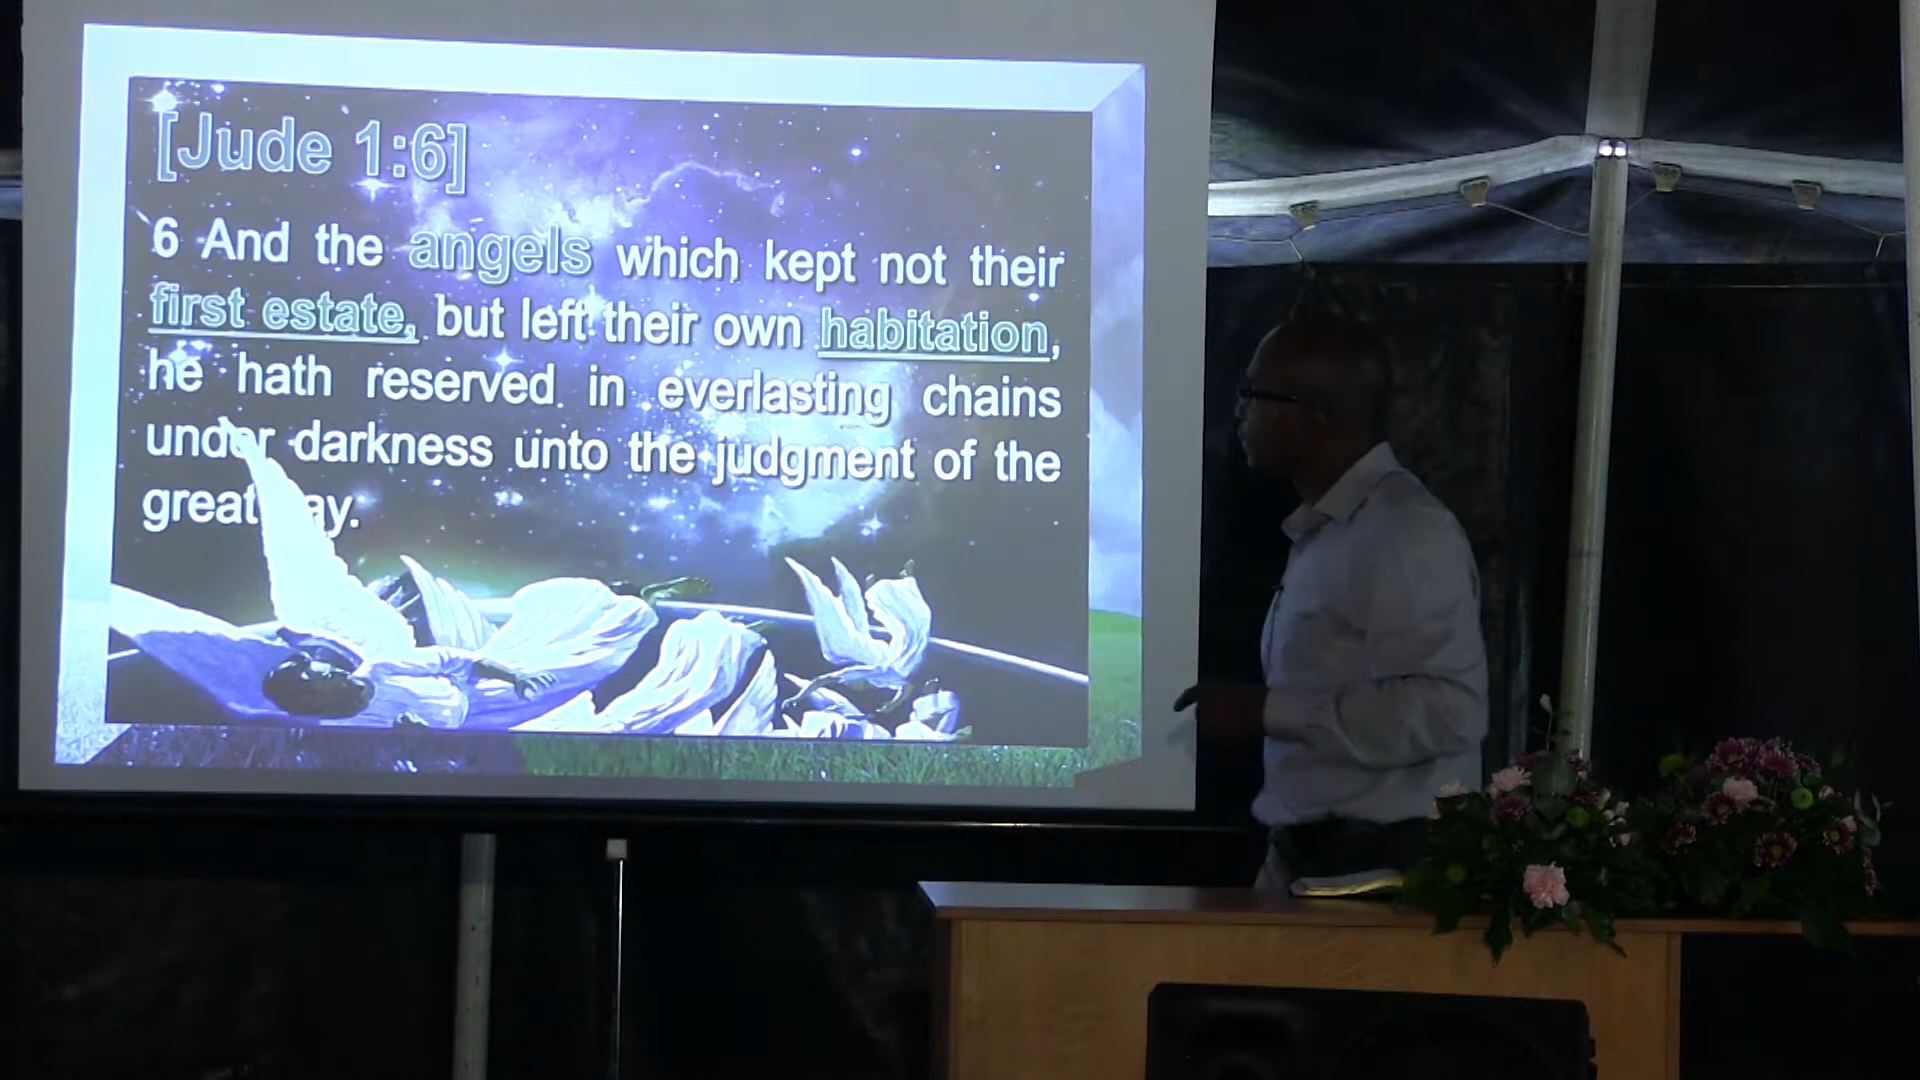 [Jude 1:6]
6 And the angels which kept not their
first estate, but left their own habitation,
he hath reserved in everlasting chains
under darkness unto the judgment of the
great day.